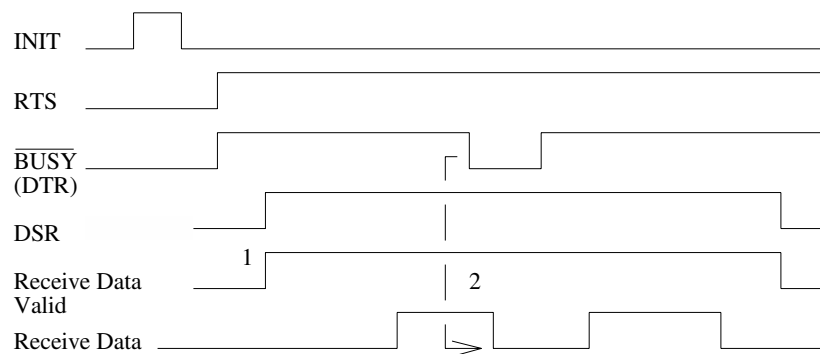 INIT
RTS
BUSY
(DTR)
DSR
1
Receive Data
Valid
2
Receive Data